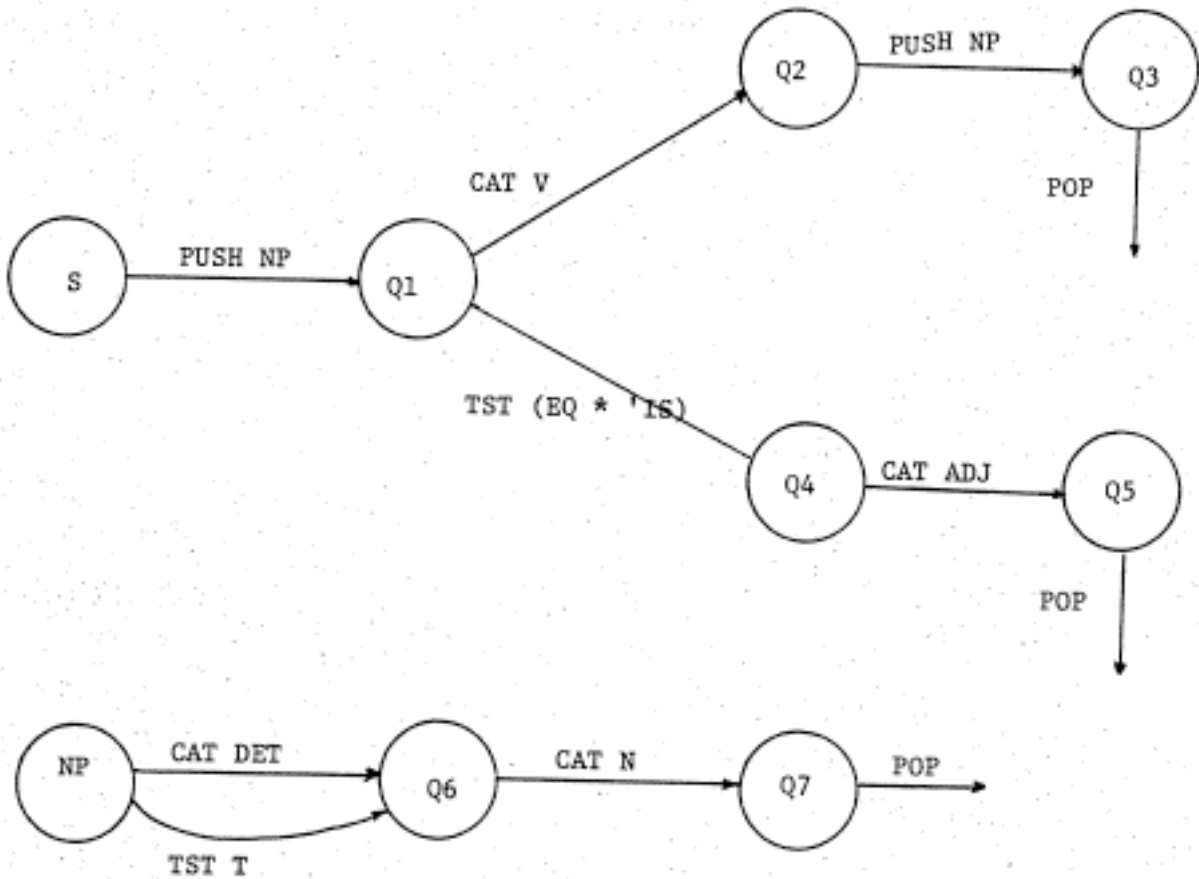 PUSH NP
Q2
Q3
CAT V
POP
PUSH NP
S
Q1
TST (EQ * 'IS)
CAT ADJ
Q4
Q5
POP
CAT DET
CAT N
POP
NP
Q6
Q7
TST T